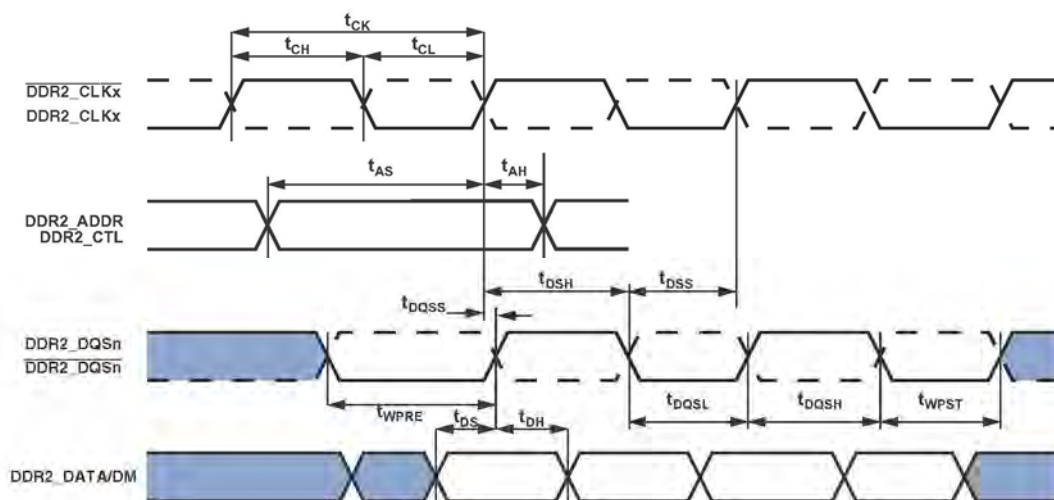 tCK
tCH tCL
DDR2_CLKx
DDR2_CLKx
tAS tAH
DDR2_ADDR
DDR2_CTL
tDSH tDSS
tDQSS
DDR2_DQSn
DDR2_DQSn
tWPRE tDS tDH tDQSL tDQSH tWPST
DDR2_DATA/DM